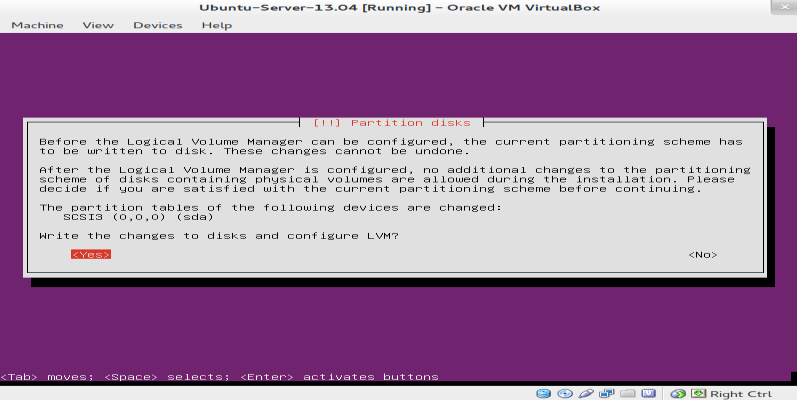 Ubuntu-Server-13.04 [Running] - Oracle VM VirtualBox
Machine View Devices Help
[!!] Partition disks
Before the Logical Volume Manager can be configured, the current partitioning scheme has
to be written to disk. These changes cannot be undone.
After the Logical Volume Manager is configured, no additional changes to the partitioning
scheme of disks containing physical volumes are allowed during the installation. Please
decide if you are satisfied with the current partitioning scheme before continuing.
The partition tables of the following devices are changed:
SCSI3 (0,0,0) (sda)
Write the changes to disks and configure LVM?
<Yes> <No>
<Tab> moves; <Space> selects; <Enter> activates buttons
Right Ctrl